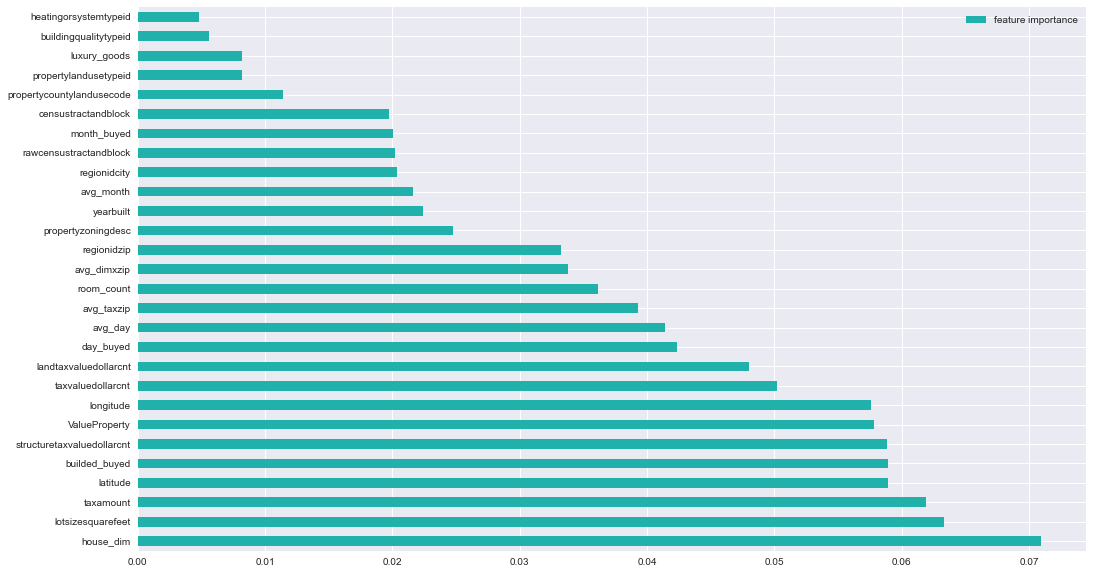 feature importance
heatingorsystemtypeid
buildingqualitytypeid
luxury_goods
propertylandusetypeid
propertycountylandusecode
censustractandblock
month_buyed
rawcensustractandblock
regionidcity
avg_month
yearbuilt
propertyzoningdesc
regionidzip
avg_dimxzip
room_count
avg_taxzip
avg_day
day_buyed
landtaxvaluedollarcnt
taxvaluedollarcnt
longitude
ValueProperty
structuretaxvaluedollarcnt
builded_buyed
latitude
taxamount
lotsizesquarefeet
house_dim
0.00 0.01 0.02 0.03 0.04 0.05 0.06 0.07